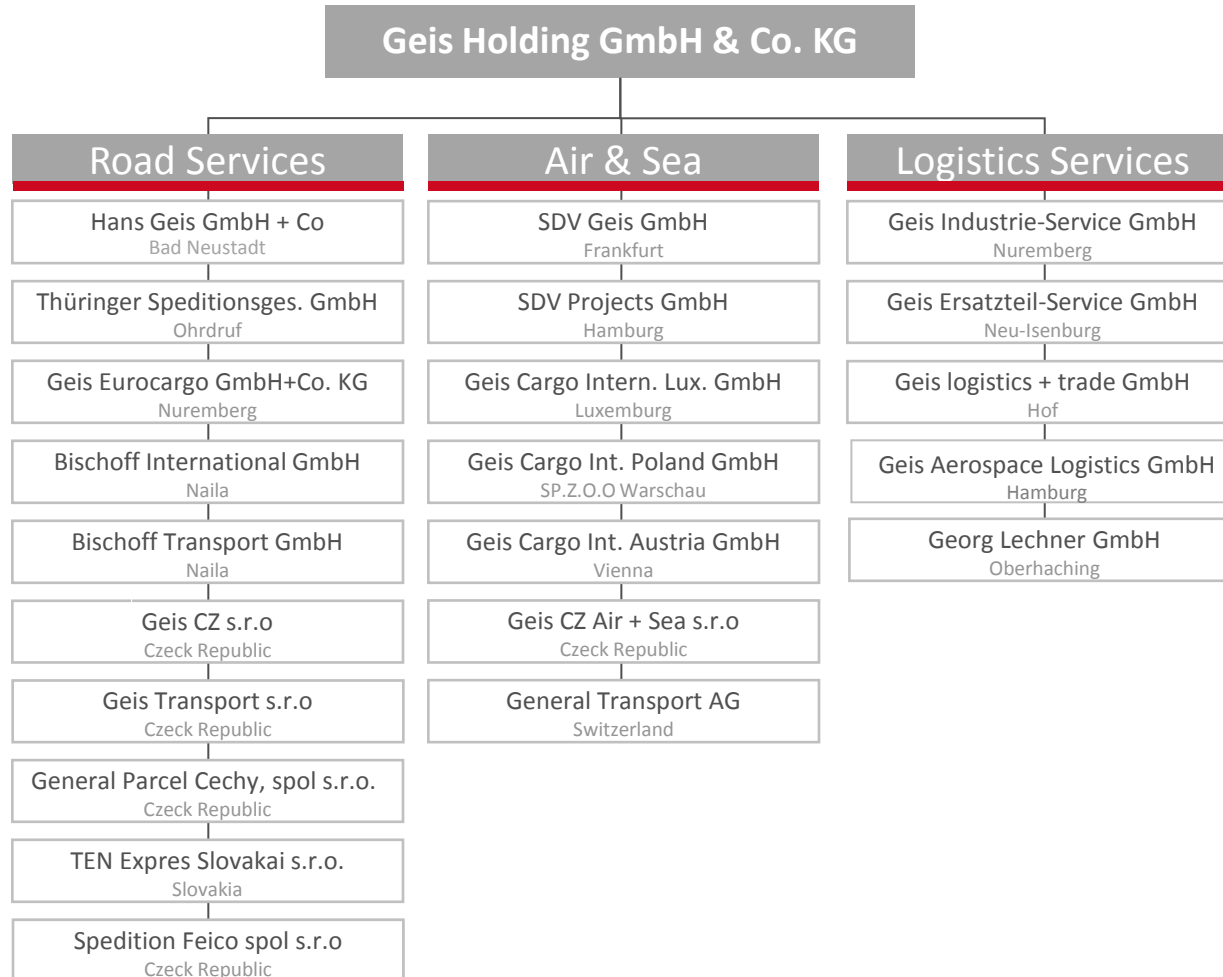 Geis Holding GmbH & Co. KG
Road Services
Hans Geis GmbH + Co
Bad Neustadt
Thüringer Speditionsges. GmbH
Ohrdruf
Geis Eurocargo GmbH+Co. KG
Nuremberg
Bischoff International GmbH
Naila
Bischoff Transport GmbH
Naila
Geis CZ s.r.o
Czeck Republic
Geis Transport s.r.o
Czeck Republic
General Parcel Cechy, spol s.r.o.
Czeck Republic
TEN Expres Slovakai s.r.o.
Slovakia
Spedition Feico spol s.r.o
Czeck Republic
Air & Sea
SDV Geis GmbH
Frankfurt
SDV Projects GmbH
Hamburg
Geis Cargo Intern. Lux. GmbH
Luxemburg
Geis Cargo Int. Poland GmbH
SP.Z.O.O Warschau
Geis Cargo Int. Austria GmbH
Vienna
Geis CZ Air + Sea s.r.o
Czeck Republic
General Transport AG
Switzerland
Logistics Services
Geis Industrie-Service GmbH
Nuremberg
Geis Ersatzteil-Service GmbH
Neu-Isenburg
Geis logistics + trade GmbH
Hof
Geis Aerospace Logistics GmbH
Hamburg
Georg Lechner GmbH
Oberhaching